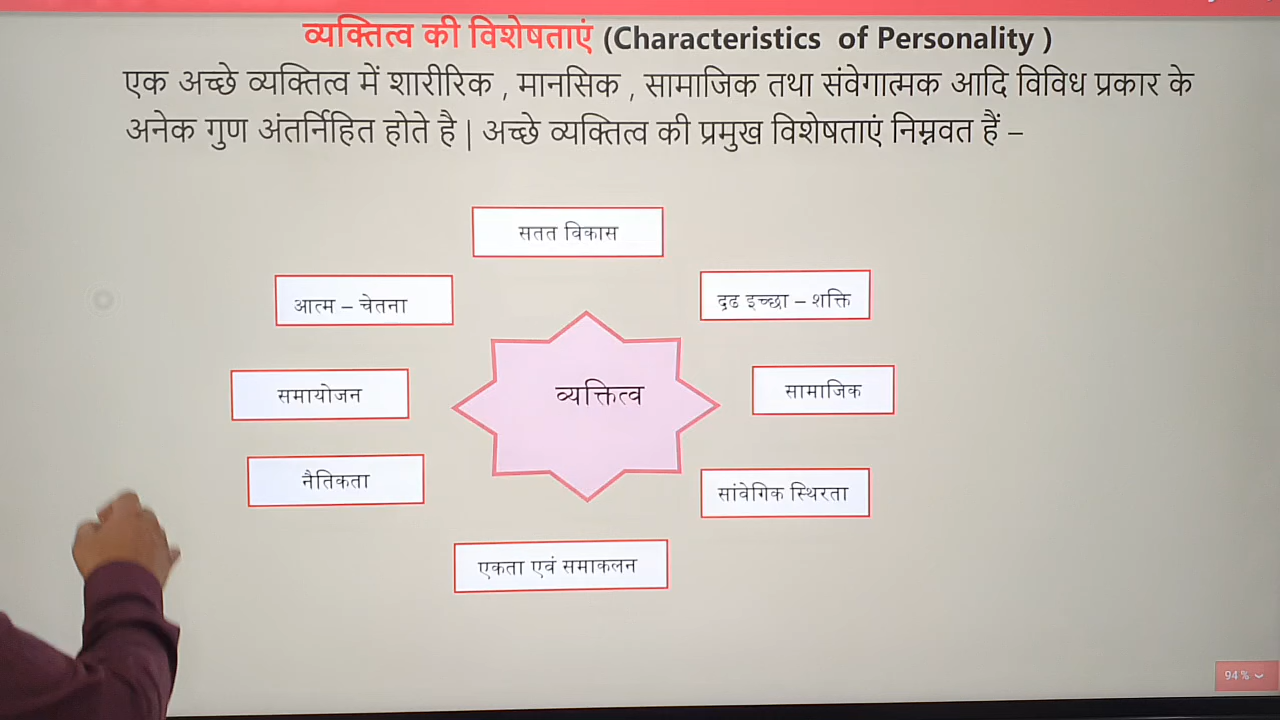 व्यक्तित्व की विशेषताएं (Characteristics of Personality )
एक अच्छे व्यक्तित्व में शारीरिक , मानसिक , सामाजिक तथा संवेगात्मक आदि विविध प्रकार के
अनेक गुण अंतर्निहित होते है | अच्छे व्यक्तित्व की प्रमुख विशेषताएं निम्नवत हैं –
सतत विकास
आत्म – चेतना
द्रढ इच्छा – शक्ति
समायोजन
व्यक्तित्व
सामाजिक
नैतिकता
सांवेगिक स्थिरता
एकता एवं समाकलन
94 %